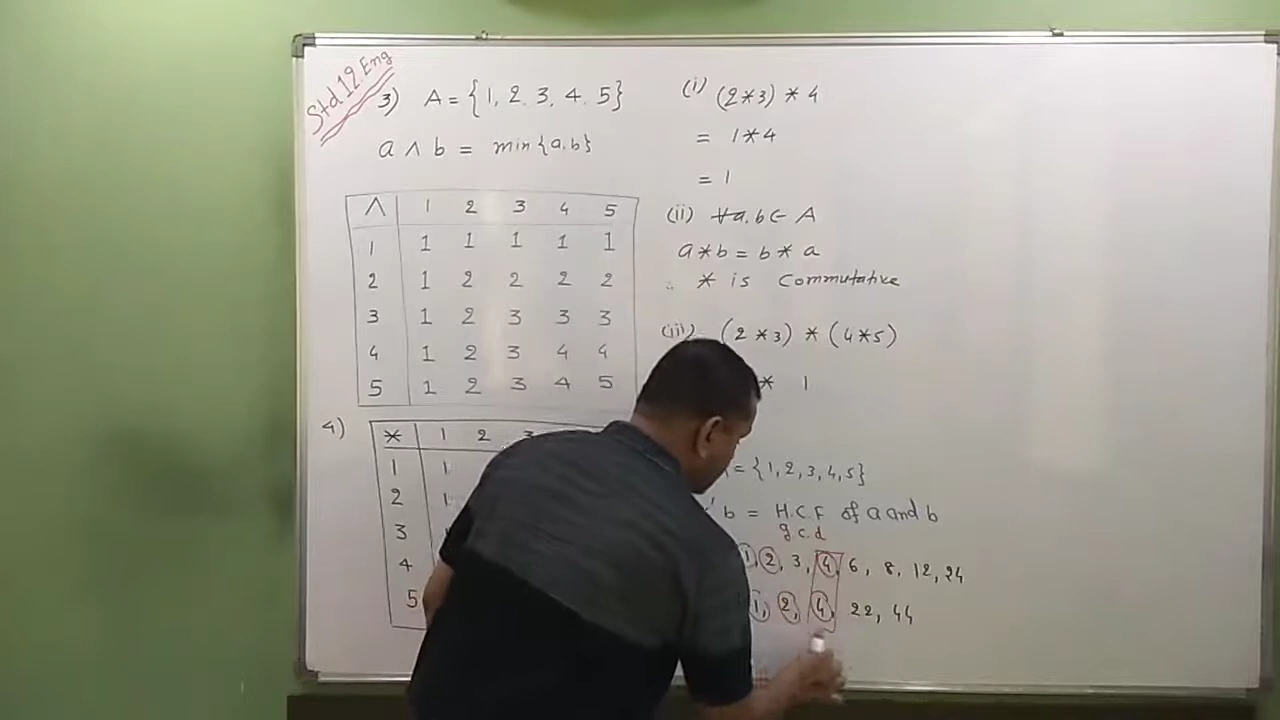 Std 12 Eng
3) A = {1, 2. 3, 4. 5}
a ∧ b = min{a.b}
∧ 1 2 3 4 5
1 1 1 1 1 1
2 1 2 2 2 2
3 1 2 3 3 3
4 1 2 3 4 4
5 1 2 3 4 5
4)
* 1 2 3
1 1
2 1
3
4
5
(i) (2*3) * 4
= 1*4
= 1
(ii) ∀a.b∈ A
a*b = b* a
∴ * is Commutative
(iii) (2*3) * (4*5)
* 1
= {1,2,3,4,5}
b = H.C.F of a and b
g.c.d
1, 2, 3, 4, 6, 8, 12, 24
1, 2, 4, 22, 44